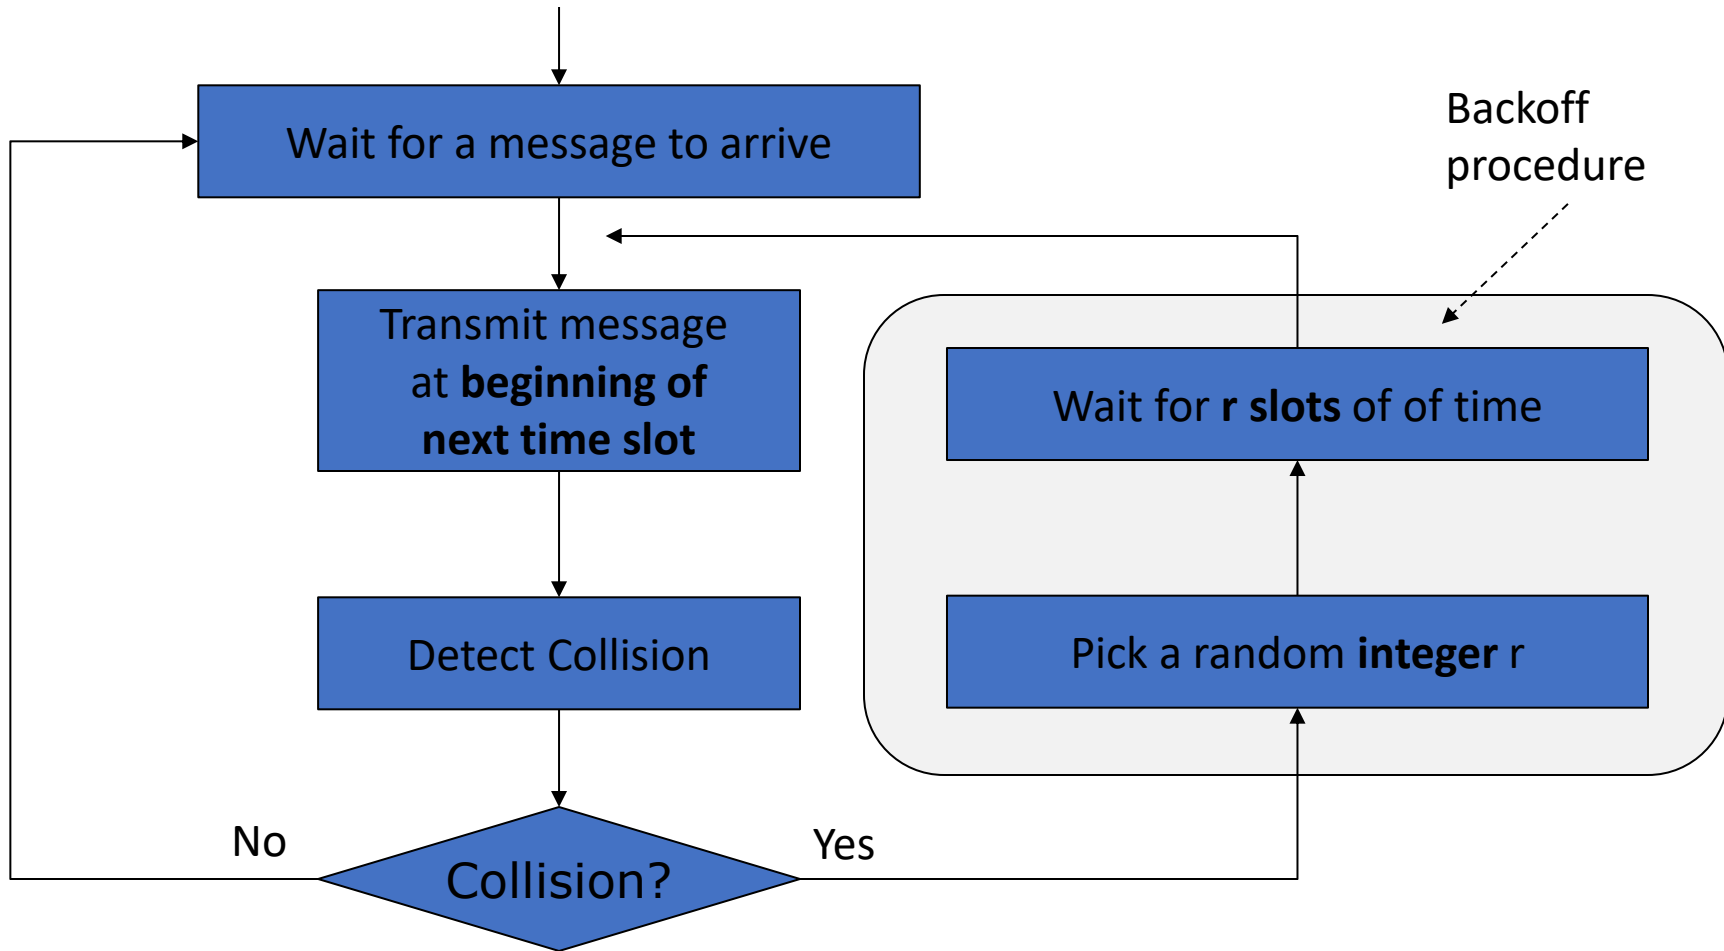 Wait for a message to arrive
Backoff
procedure
Transmit message
at beginning of
next time slot
Wait for r slots of of time
Detect Collision
Pick a random integer r
No
Yes
Collision?